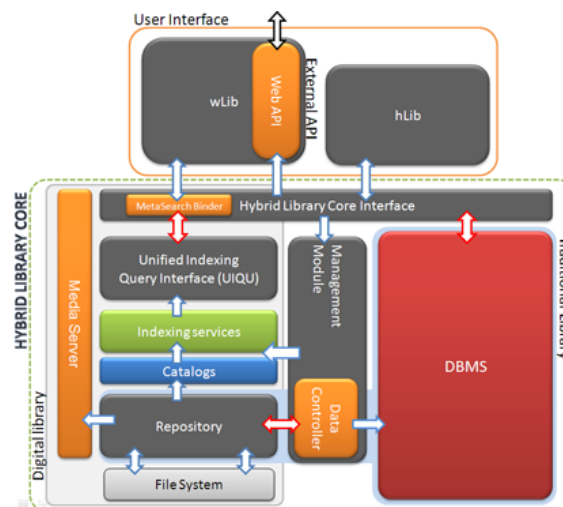 User Interface
wLib
Web API
External API
hLib
HYBRID LIBRARY CORE
Digital library
Media Server
MetaSearch Binder
Hybrid Library Core Interface
Unified Indexing
Query Interface (UIQU)
Indexing services
Catalogs
Repository
File System
Management
Module
Data
Controller
DBMS
Library